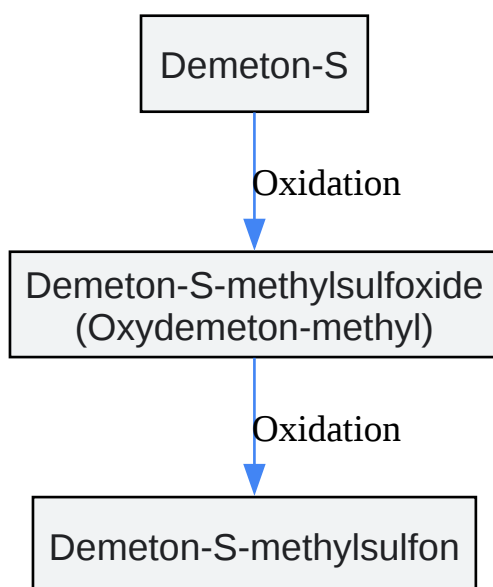 Demeton-S
Oxidation
Demeton-S-methylsulfoxide
(Oxydemeton-methyl)
Oxidation
Demeton-S-methylsulfon